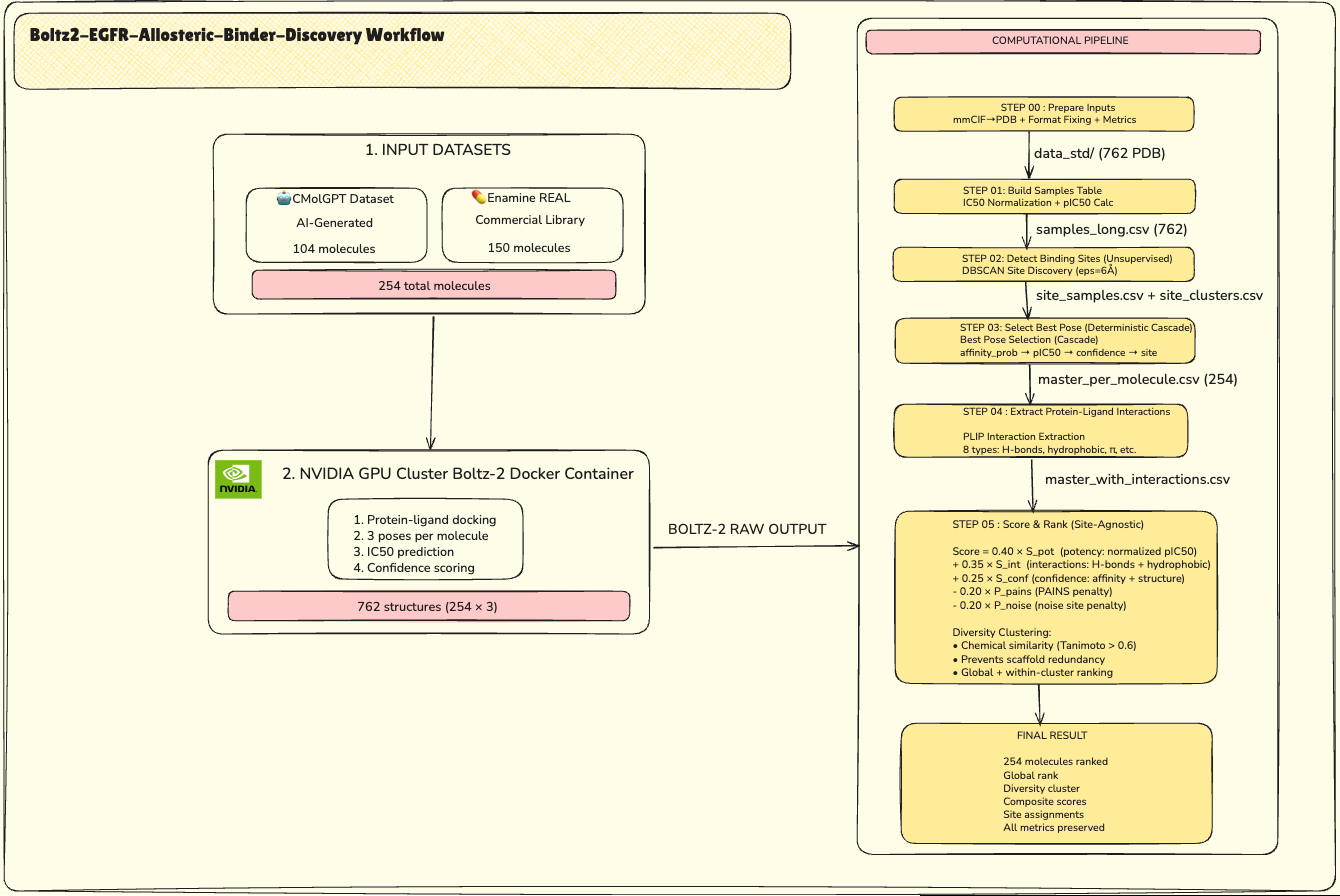 Boltz2-EGFR-Allosteric-Binder-Discovery Workflow
1. INPUT DATASETS
CMolGPT Dataset
AI-Generated
104 molecules
Enamine REAL
Commercial Library
150 molecules
254 total molecules
NVIDIA.
2. NVIDIA GPU Cluster Boltz-2 Docker Container
1. Protein-ligand docking
2. 3 poses per molecule
3. IC50 prediction
4. Confidence scoring
762 structures (254 × 3)
BOLTZ-2 RAW OUTPUT
COMPUTATIONAL PIPELINE
STEP 00 : Prepare Inputs
mmCIF→PDB + Format Fixing + Metrics
data_std/ (762 PDB)
STEP 01: Build Samples Table
IC50 Normalization + pIC50 Calc
samples_long.csv (762)
STEP 02: Detect Binding Sites (Unsupervised)
DBSCAN Site Discovery (eps=6Å)
site_samples.csv + site_clusters.csv
STEP 03: Select Best Pose (Deterministic Cascade)
Best Pose Selection (Cascade)
affinity_prob → pIC50 → confidence → site
master_per_molecule.csv (254)
STEP 04 : Extract Protein-Ligand Interactions
PLIP Interaction Extraction
8 types: H-bonds, hydrophobic, π, etc.
master_with_interactions.csv
STEP 05 : Score & Rank (Site-Agnostic)
Score = 0.40 × S_pot  (potency: normalized pIC50)
+ 0.35 × S_int  (interactions: H-bonds + hydrophobic)
+ 0.25 × S_conf (confidence: affinity + structure)
- 0.20 × P_pains (PAINS penalty)
- 0.20 × P_noise (noise site penalty)
Diversity Clustering:
• Chemical similarity (Tanimoto > 0.6)
• Prevents scaffold redundancy
• Global + within-cluster ranking
FINAL RESULT
254 molecules ranked
Global rank
Diversity cluster
Composite scores
Site assignments
All metrics preserved